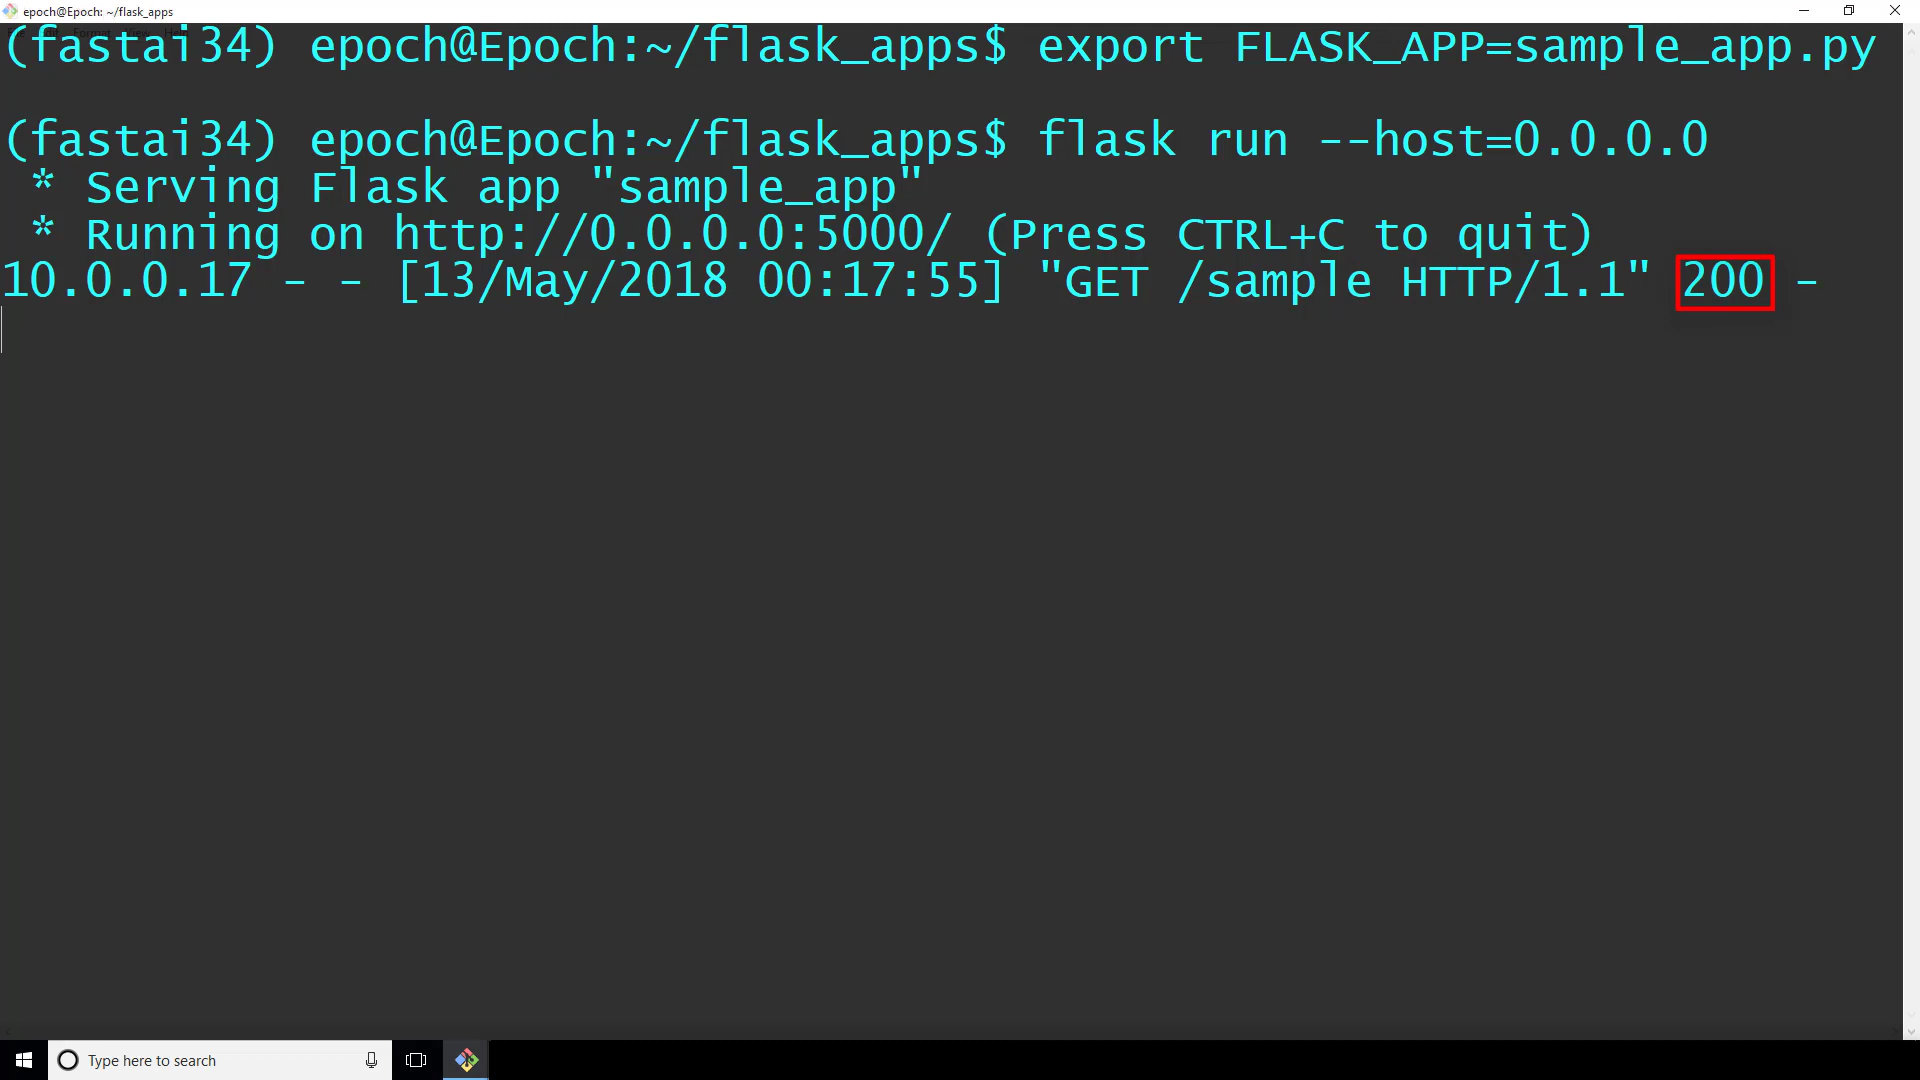 epoch@Epoch: ~/flask_apps
(fastai34) epoch@Epoch:~/flask_apps$ export FLASK_APP=sample_app.py
(fastai34) epoch@Epoch:~/flask_apps$ flask run --host=0.0.0.0
* Serving Flask app "sample_app"
* Running on http://0.0.0.0:5000/ (Press CTRL+C to quit)
10.0.0.17 - - [13/May/2018 00:17:55] "GET /sample HTTP/1.1" 200 -
Type here to search